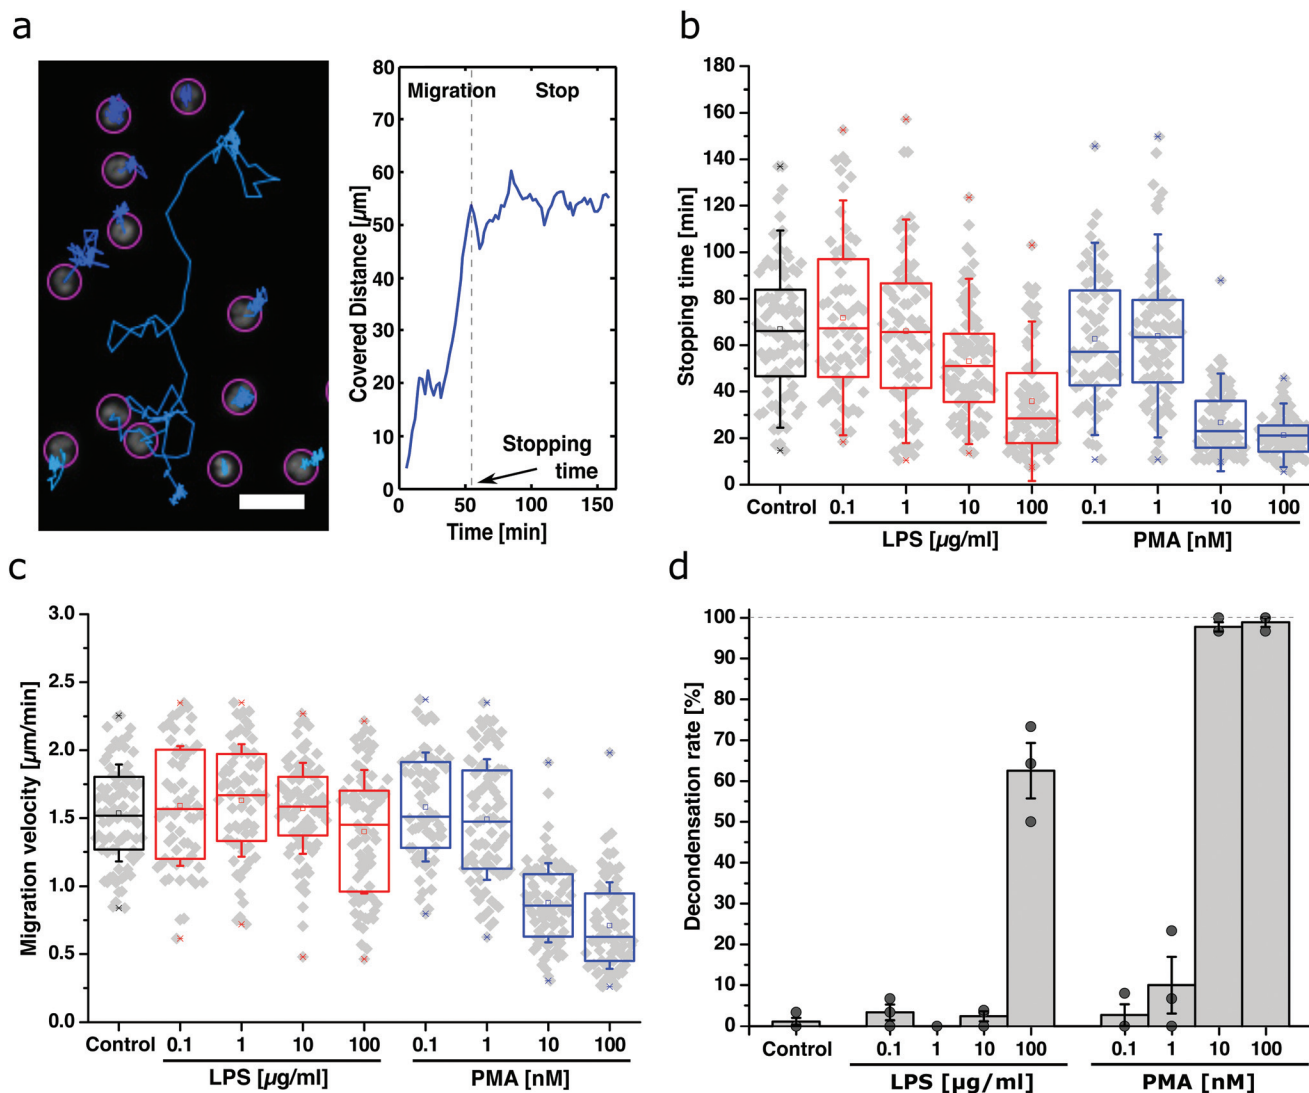 a
80
70
60
50
40
30
20
10
0
Covered Distance [µm]
Migration
Stop
Stopping
time
0 50 100 150
Time [min]
b
180
160
140
120
100
80
60
40
20
0
Stopping time [min]
Control 0.1 1 10 100 0.1 1 10 100
LPS [µg/ml] PMA [nM]
c
3.0
2.5
2.0
1.5
1.0
0.5
0.0
Migration velocity [µm/min]
Control 0.1 1 10 100 0.1 1 10 100
LPS [µg/ml] PMA [nM]
d
100
90
80
70
60
50
40
30
20
10
0
Decondensation rate [%]
Control 0.1 1 10 100 0.1 1 10 100
LPS [µg/ml] PMA [nM]